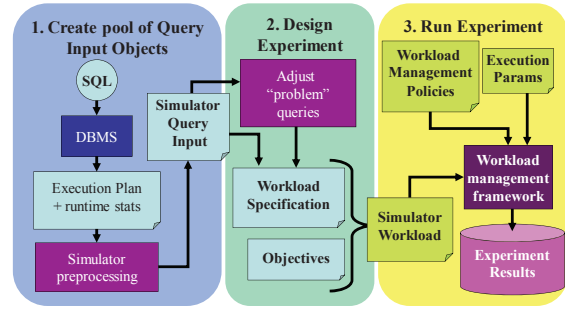 1. Create pool of Query
Input Objects
SQL
DBMS
Execution Plan
+ runtime stats
Simulator
preprocessing
Simulator
Query
Input
2. Design
Experiment
Adjust
“problem”
queries
Workload
Specification
Objectives
Simulator
Workload
3. Run Experiment
Workload
Management
Policies
Execution
Params
Workload
management
framework
Experiment
Results